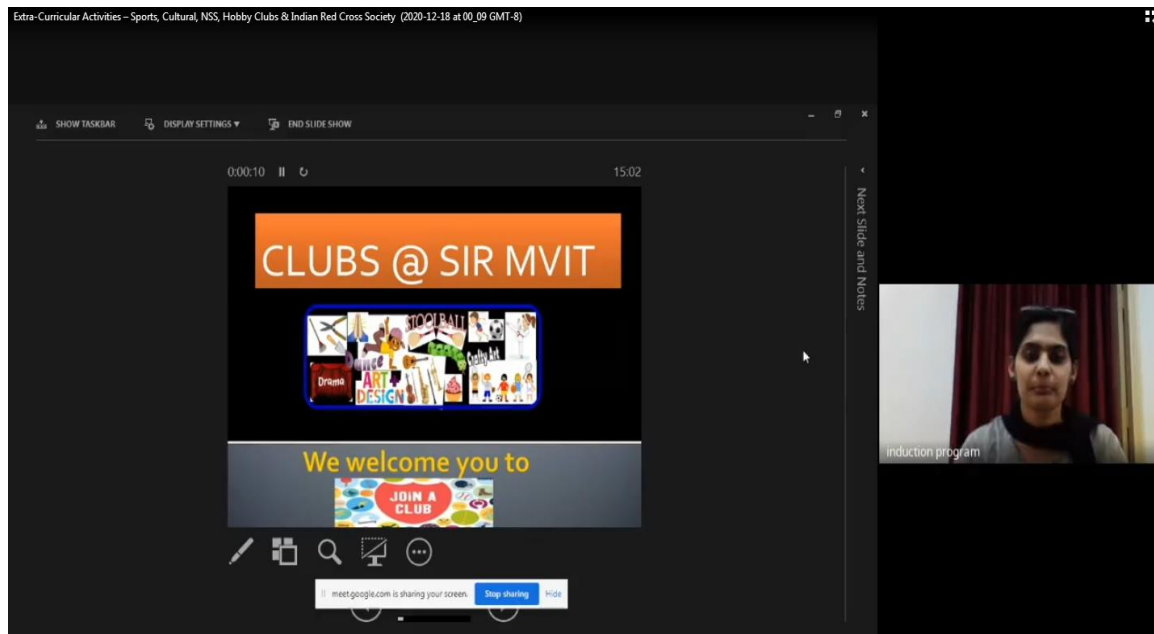 Extra-Curricular Activities – Sports, Cultural, NSS, Hobby Clubs & Indian Red Cross Society (2020-12-18 at 00_09 GMT-8)
SHOW TASKBAR DISPLAY SETTINGS ▾ END SLIDE SHOW
0:00:10 15:02
CLUBS @ SIR MVIT
STOOLBALL
Dance
Crafty Art
Drama
ART
DESIGN
We welcome you to
JOIN A
CLUB
meet.google.com is sharing your screen. Stop sharing Hide
Next Slide and Notes
induction program